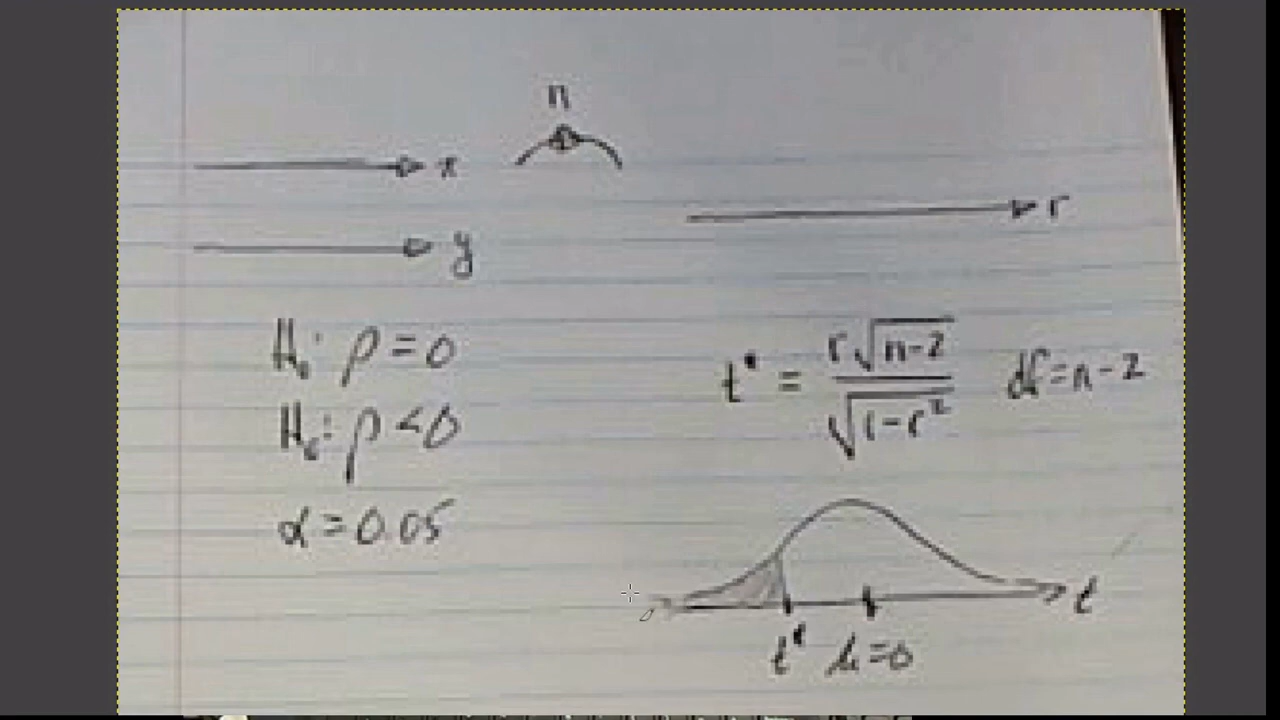 n
x
r
y
H₀: ρ = 0
t* = r√(n-2) / √(1-r²) df = n-2
Hₐ: ρ < 0
α = 0.05
t
t* μ = 0